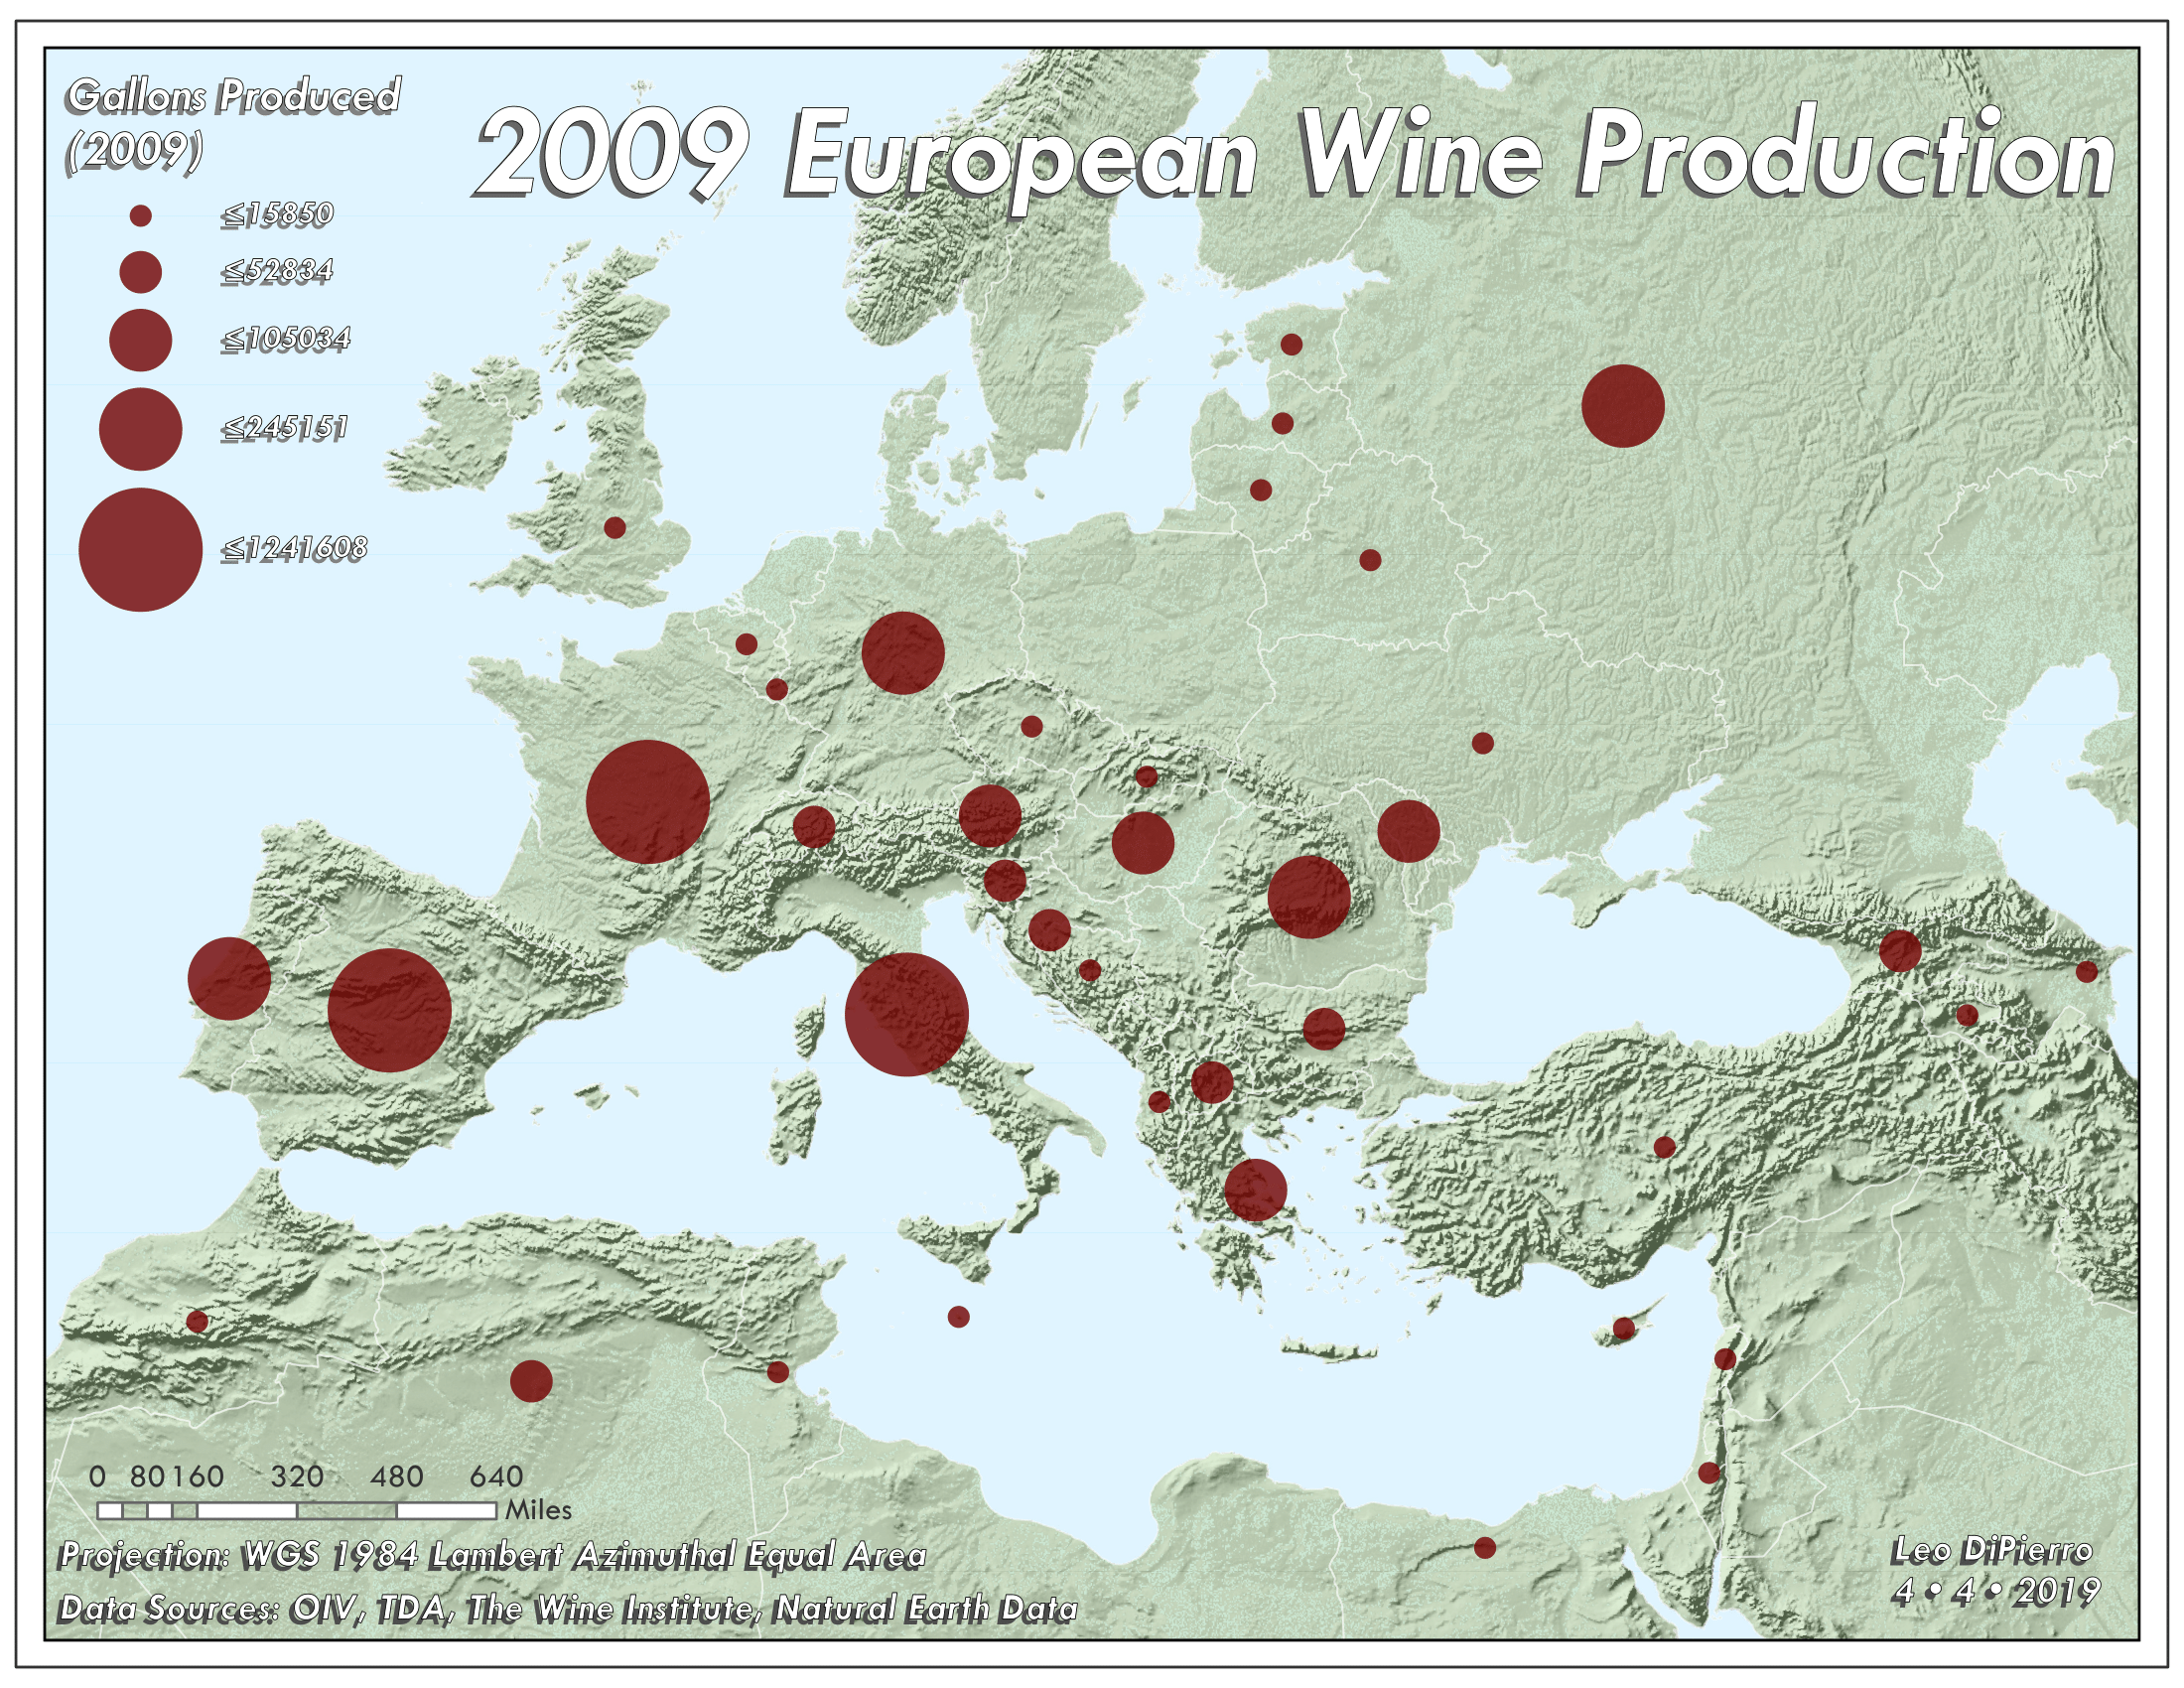 2009 European Wine Production
Gallons Produced
(2009)
≤15850
≤52834
≤105034
≤245151
≤1241608
0 80 160 320 480 640
Miles
Projection: WGS 1984 Lambert Azimuthal Equal Area
Data Sources: OIV, TDA, The Wine Institute, Natural Earth Data
Leo DiPierro
4 • 4 • 2019